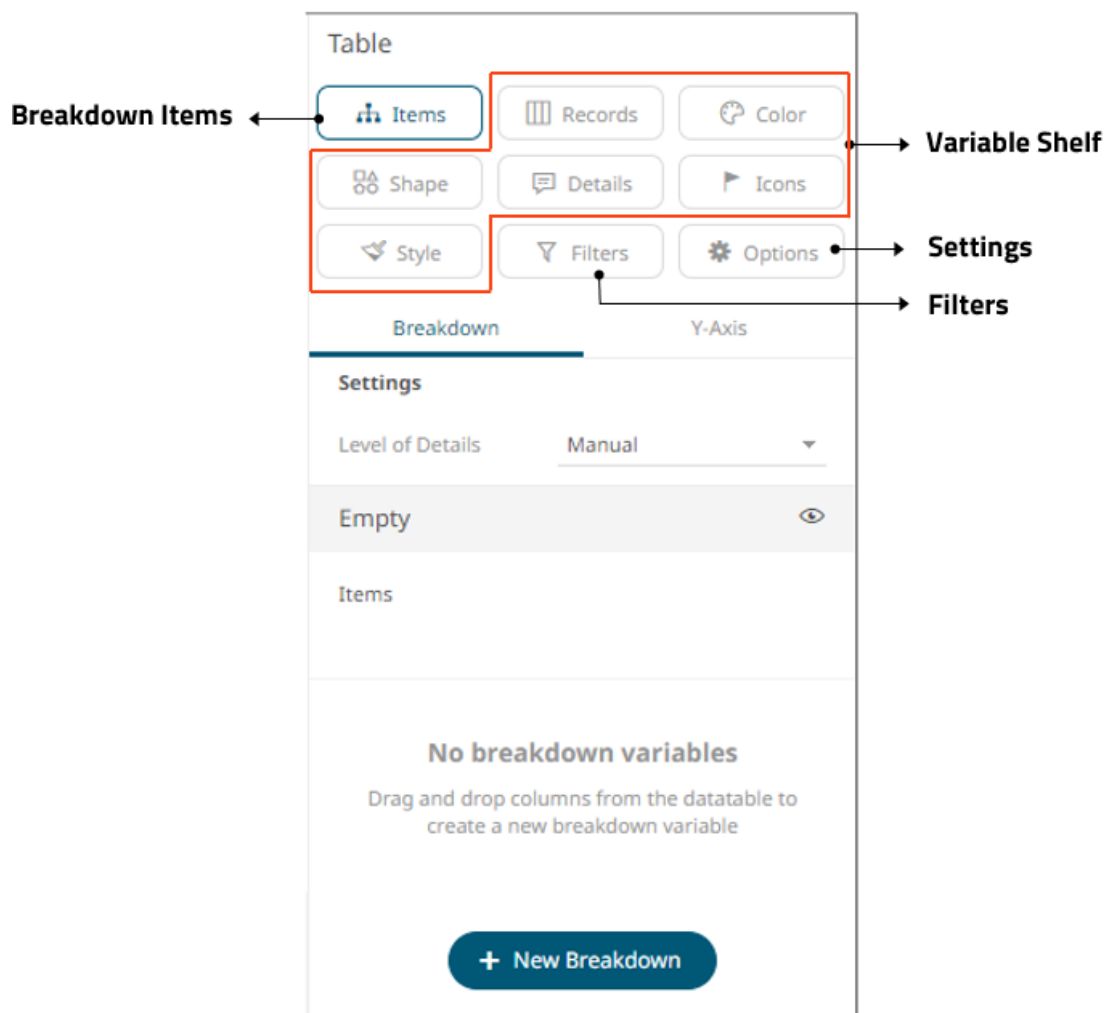 Table
Breakdown Items
Items
Records
Color
Variable Shelf
Shape
Details
Icons
Style
Filters
Options
Settings
Filters
Breakdown
Y-Axis
Settings
Level of Details
Manual
Empty
Items
No breakdown variables
Drag and drop columns from the datatable to
create a new breakdown variable
+ New Breakdown